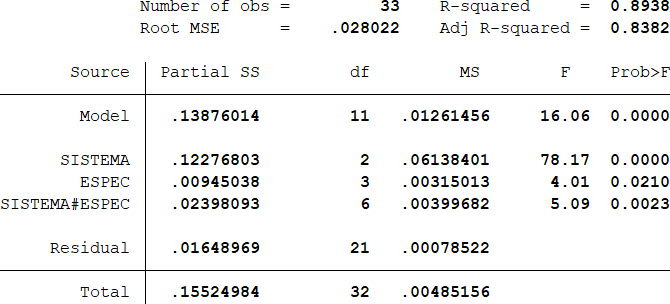 Number of obs = 33 R-squared = 0.8938
Root MSE = .028022 Adj R-squared = 0.8382
Source Partial SS df MS F Prob>F
Model .13876014 11 .01261456 16.06 0.0000
SISTEMA .12276803 2 .06138401 78.17 0.0000
ESPEC .00945038 3 .00315013 4.01 0.0210
SISTEMA#ESPEC .02398093 6 .00399682 5.09 0.0023
Residual .01648969 21 .00078522
Total .15524984 32 .00485156